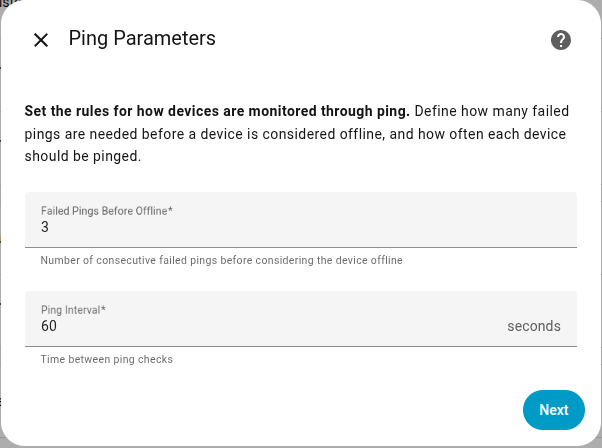 Ping Parameters
?
Set the rules for how devices are monitored through ping. Define how many failed
pings are needed before a device is considered offline, and how often each device
should be pinged.
Failed Pings Before Offline*
3
Number of consecutive failed pings before considering the device offline
Ping Interval*
60 seconds
Time between ping checks
Next